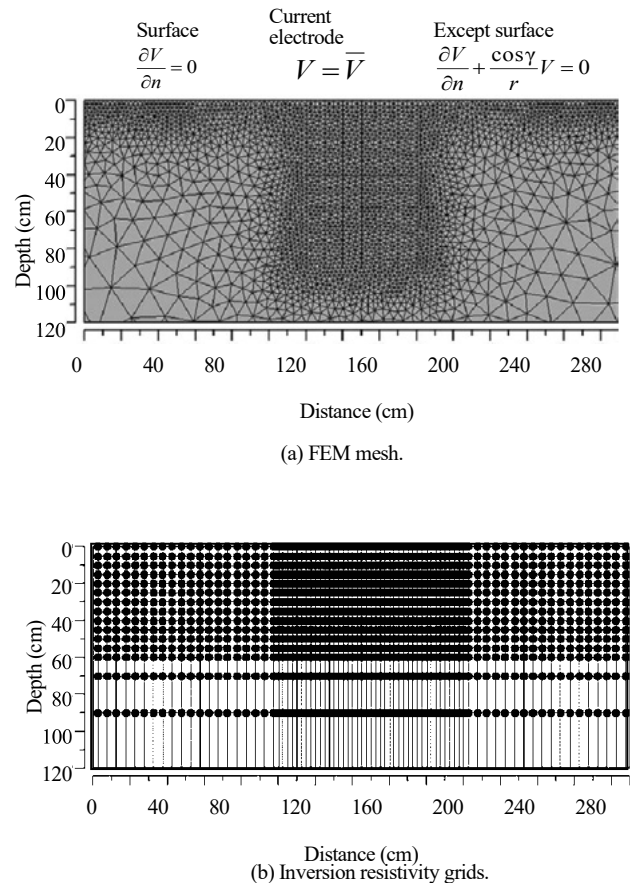 Surface
Current
electrode
Except surface
∂V/∂n = 0
V = V̅
∂V/∂n + cosγ/r V = 0
0
20
40
60
80
100
120
Depth (cm)
0 40 80 120 160 200 240 280
Distance (cm)
(a) FEM mesh.
0
20
40
60
80
100
120
Depth (cm)
0 40 80 120 160 200 240 280
Distance (cm)
(b) Inversion resistivity grids.